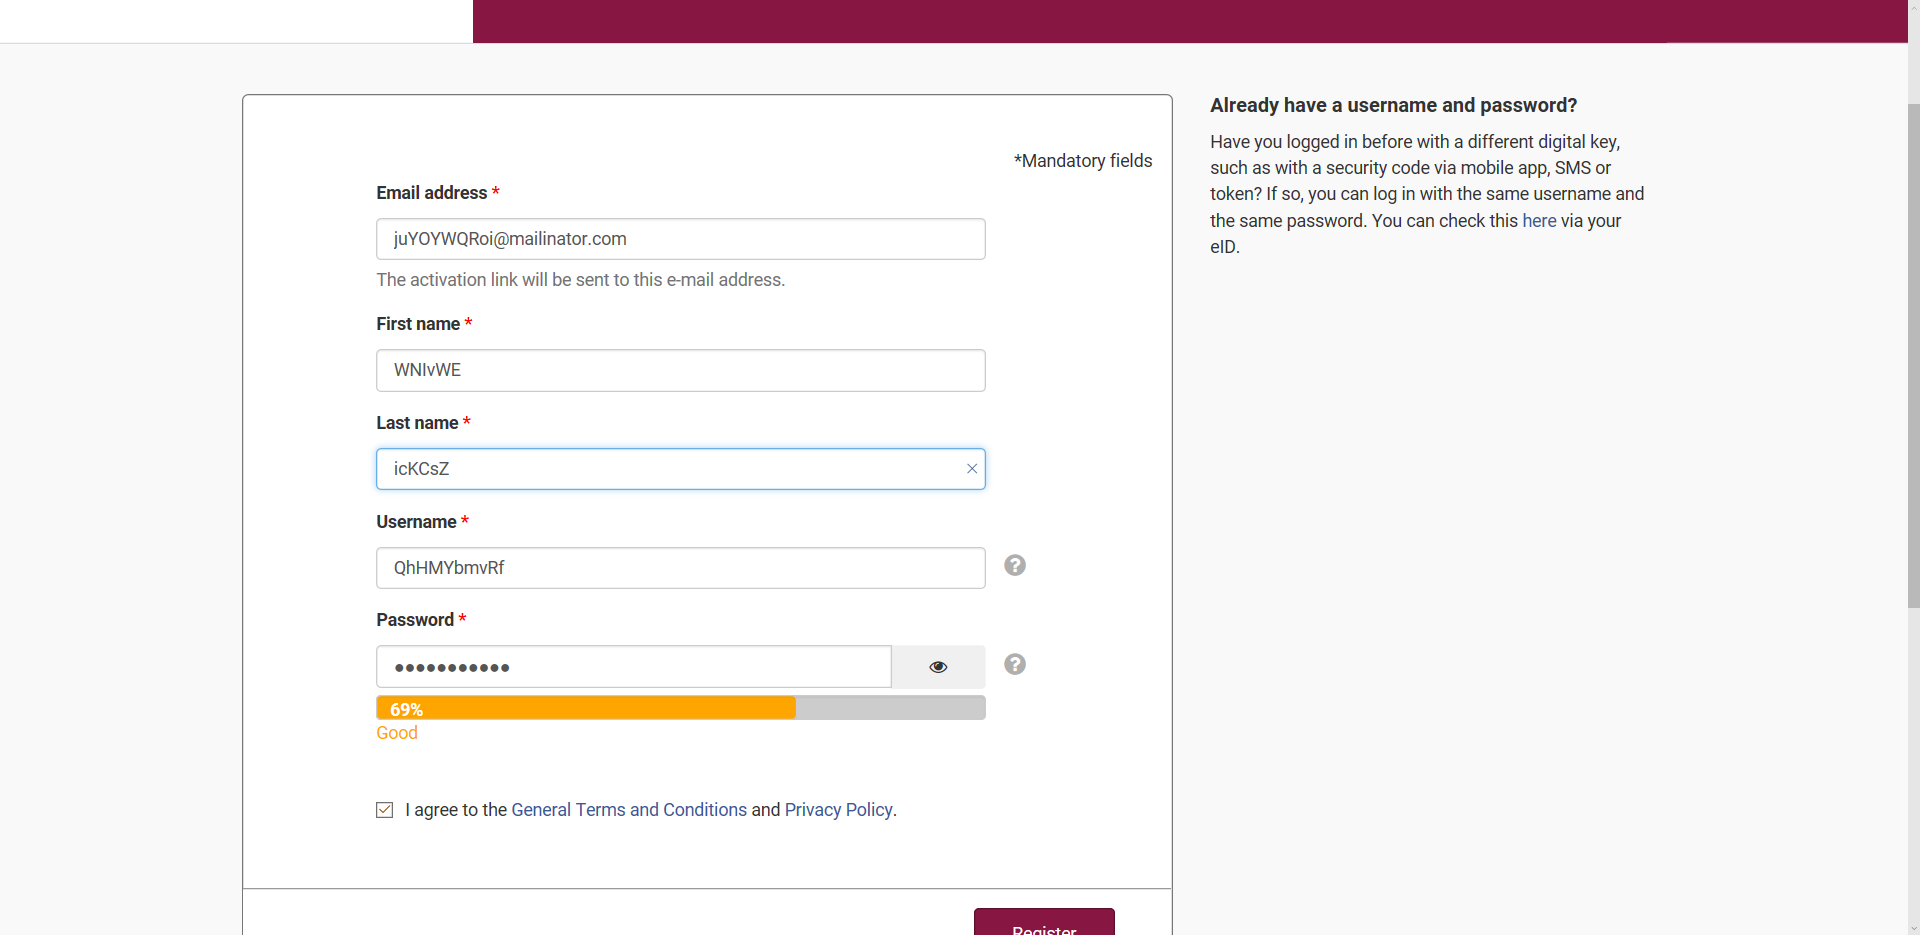 *Mandatory fields
Email address *
juYOYWQRoi@mailinator.com
The activation link will be sent to this e-mail address.
First name *
WNIvWE
Last name *
icKCsZ
Username *
QhHMYbmvRf
Password *
●●●●●●●●●●●
69%
Good
I agree to the General Terms and Conditions and Privacy Policy.
Register
Already have a username and password?
Have you logged in before with a different digital key,
such as with a security code via mobile app, SMS or
token? If so, you can log in with the same username and
the same password. You can check this here via your
eID.